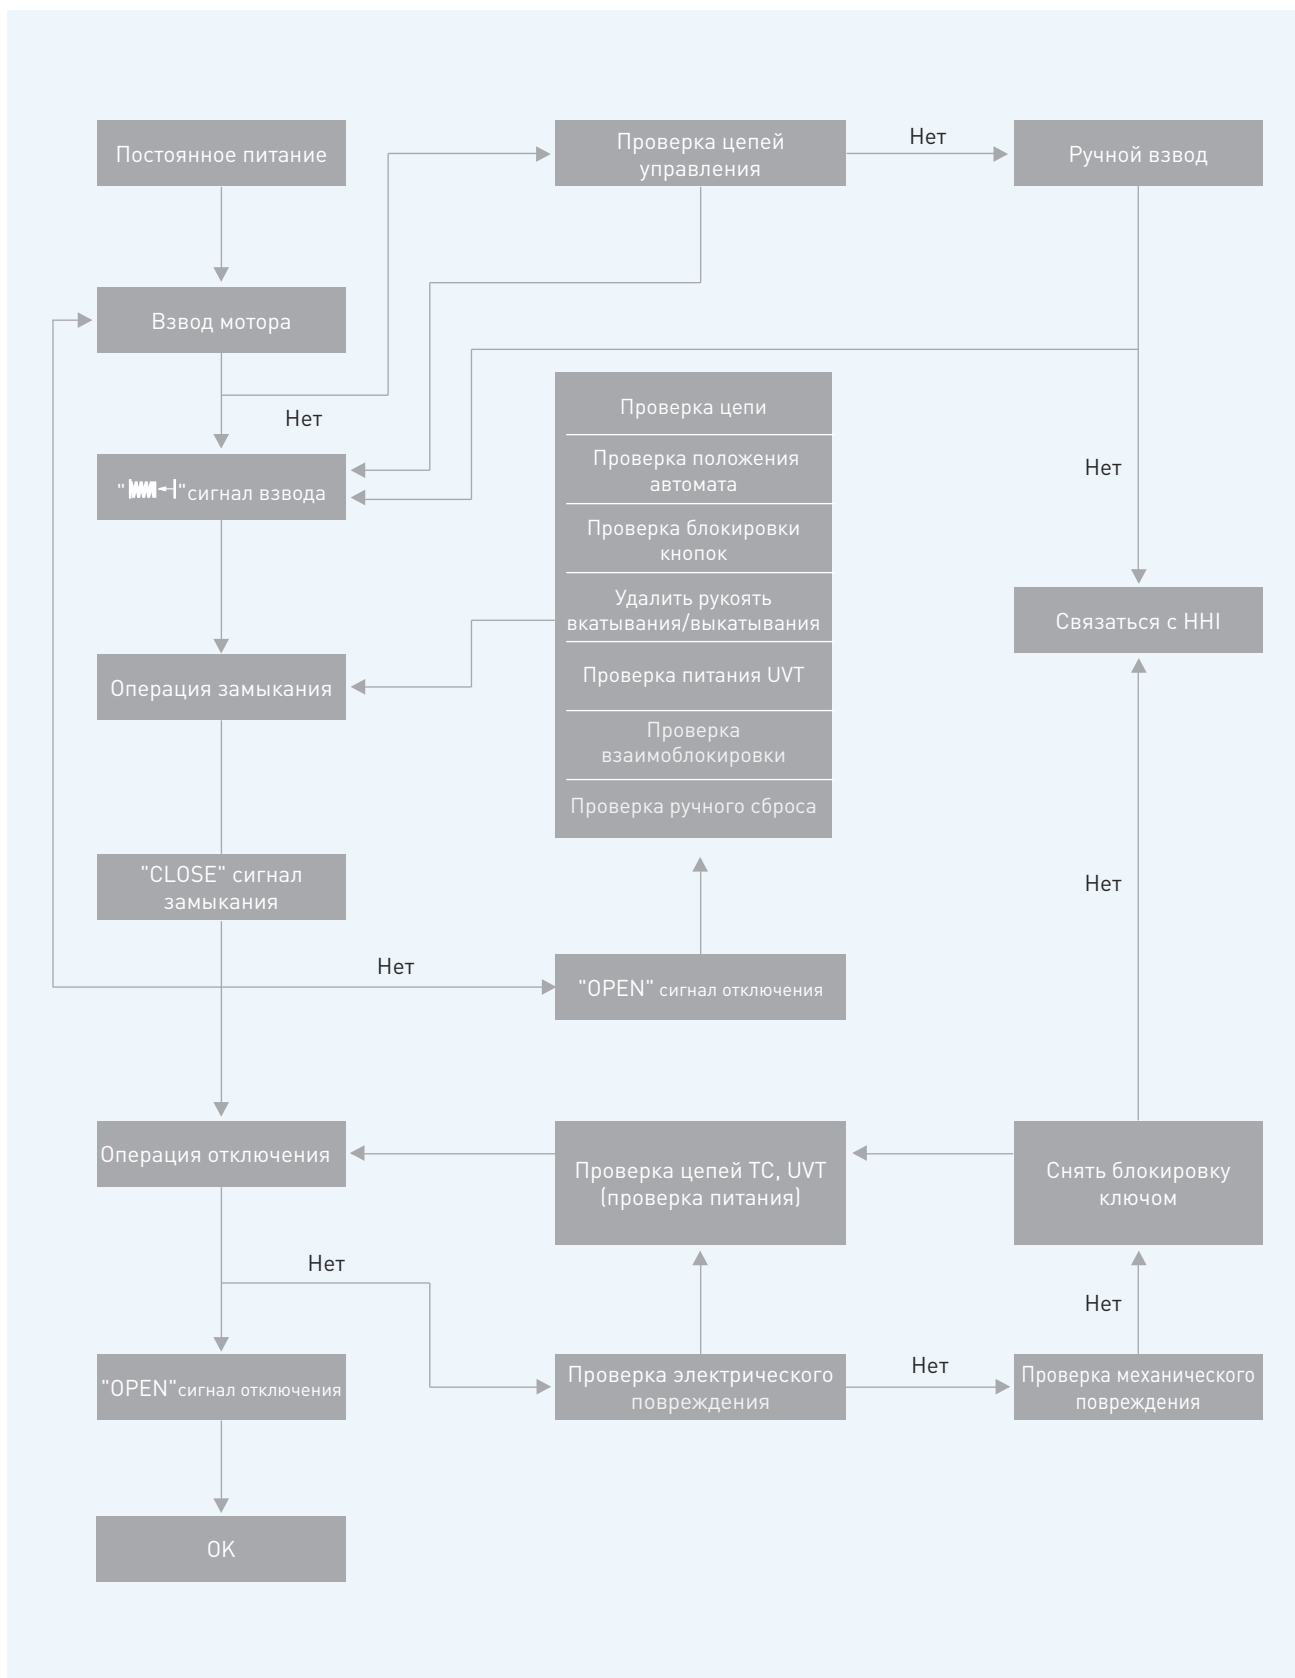 Постоянное питание
Проверка цепей
управления
Нет
Ручной взвод
Взвод мотора
Нет
Проверка цепи
Проверка положения
автомата
Нет
" "сигнал взвода
Проверка блокировки
кнопок
Удалить рукоять
вкатывания/выкатывания
Связаться с HHI
Операция замыкания
Проверка питания UVT
Проверка
взаимоблокировки
Проверка ручного сброса
"CLOSE" сигнал
замыкания
Нет
Нет
"OPEN" сигнал отключения
Операция отключения
Проверка цепей TC, UVT
(проверка питания)
Снять блокировку
ключом
Нет
Нет
"OPEN"сигнал отключения
Проверка электрического
повреждения
Нет
Проверка механического
повреждения
OK